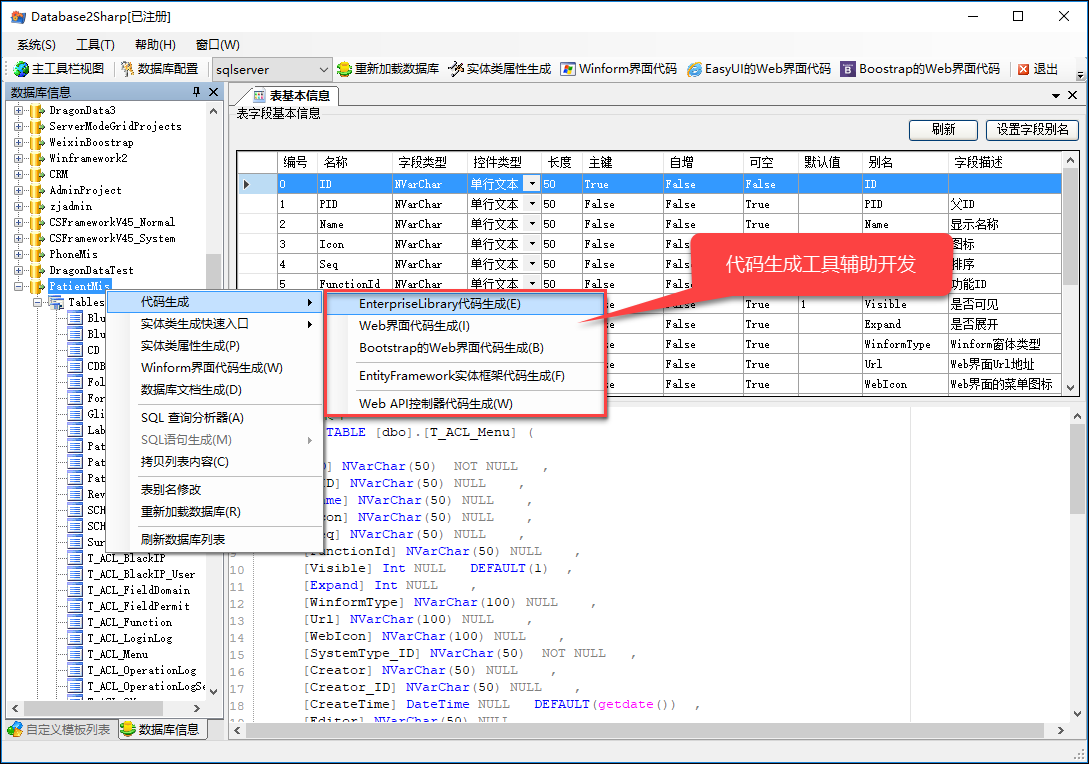 Database2Sharp[已注册]
系统(S) 工具(T) 帮助(H) 窗口(W)
主工具栏视图 数据库配置 sqlserver 重新加载数据库 实体类属性生成 Winform界面代码 EasyUI的Web界面代码 Boostrap的Web界面代码 退出
数据库信息
DragonData3
ServerModeGridProjects
WeixinBoostrap
Winframework2
CRM
AdminProject
zjadmin
CSFrameworkV45_Normal
CSFrameworkV45_System
PhoneMis
DragonDataTest
PatientMis
Tables
Blu
Blu
CD
CDB
Fol
For
Gli
Lab
Pat
Pat
Pat
Rev
SCH
SCH
Sur
T_ACL_BlackIP
T_ACL_BlackIP_User
T_ACL_FieldDomain
T_ACL_FieldPermit
T_ACL_Function
T_ACL_LoginLog
T_ACL_Menu
T_ACL_OperationLog
T_ACL_OperationLogSe
自定义模板列表 数据库信息
代码生成
实体类生成快速入口
实体类属性生成(P)
Winform界面代码生成(W)
数据库文档生成(D)
SQL 查询分析器(A)
SQL语句生成(M)
拷贝列表内容(C)
表别名修改
重新加载数据库(R)
刷新数据库列表
EnterpriseLibrary代码生成(E)
Web界面代码生成(I)
Bootstrap的Web界面代码生成(B)
EntityFramework实体框架代码生成(F)
Web API控制器代码生成(W)
代码生成工具辅助开发
表基本信息
表字段基本信息
刷新 设置字段别名
编号 名称 字段类型 控件类型 长度 主键 自增 可空 默认值 别名 字段描述
0 ID NVarChar 单行文本 50 True False False ID
1 PID NVarChar 单行文本 50 False False True PID 父ID
2 Name NVarChar 单行文本 50 False False True Name 显示名称
3 Icon NVarChar 单行文本 50 False False True 图标
4 Seq NVarChar 单行文本 50 False False True 排序
5 FunctionId NVarChar 单行文本 50 False False True 功能ID
False True 1 Visible 是否可见
False True Expand 是否展开
False True WinformType Winform窗体类型
False True Url Web界面Url地址
False True WebIcon Web界面的菜单图标
TABLE [dbo].[T_ACL_Menu] (
] NVarChar(50) NOT NULL ,
ID] NVarChar(50) NULL ,
ame] NVarChar(50) NULL ,
con] NVarChar(50) NULL ,
eq] NVarChar(50) NULL ,
[FunctionId] NVarChar(50) NULL ,
10 [Visible] Int NULL DEFAULT(1) ,
11 [Expand] Int NULL ,
12 [WinformType] NVarChar(100) NULL ,
13 [Url] NVarChar(100) NULL ,
14 [WebIcon] NVarChar(100) NULL ,
15 [SystemType_ID] NVarChar(50) NOT NULL ,
16 [Creator] NVarChar(50) NULL ,
17 [Creator_ID] NVarChar(50) NULL ,
18 [CreateTime] DateTime NULL DEFAULT(getdate()) ,
[Editor] NVarChar(50) NULL